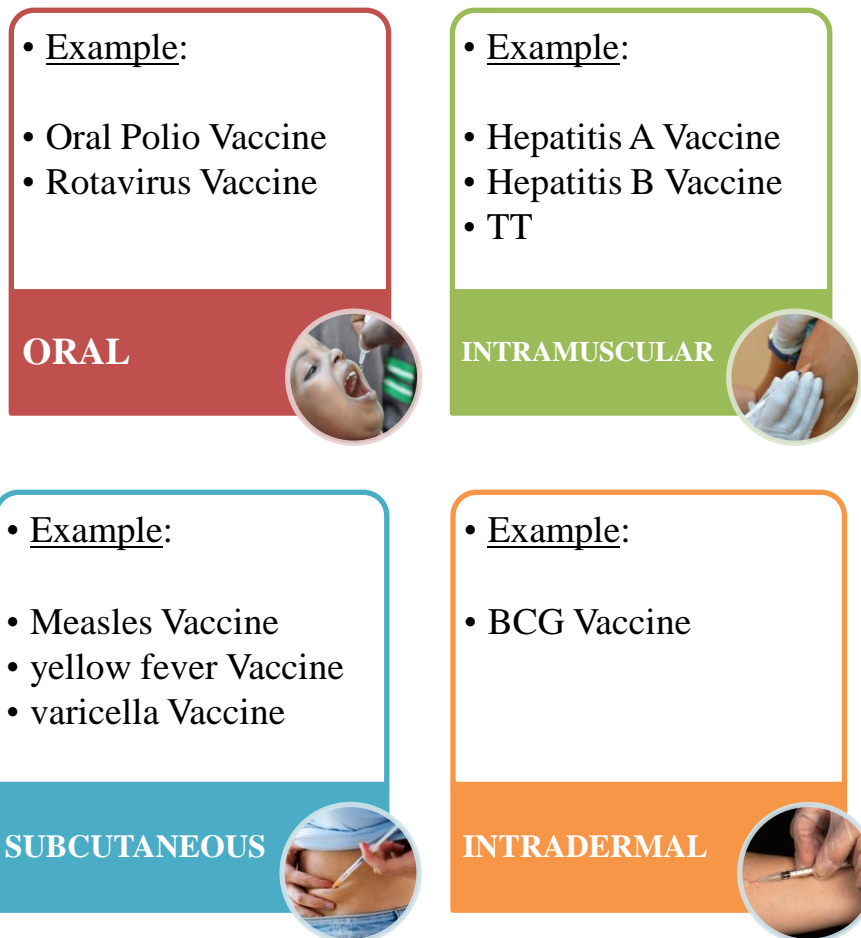 • Example:
• Oral Polio Vaccine
• Rotavirus Vaccine
ORAL
• Example:
• Hepatitis A Vaccine
• Hepatitis B Vaccine
• TT
INTRAMUSCULAR
• Example:
• Measles Vaccine
• yellow fever Vaccine
• varicella Vaccine
SUBCUTANEOUS
• Example:
• BCG Vaccine
INTRADERMAL